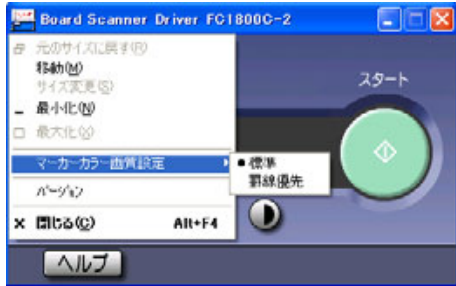 Board Scanner Driver FC1800C-2
元のサイズに戻す(R)
移動(M)
サイズ変更(S)
最小化(N)
最大化(X)
マーカーカラー画質設定
標準
罫線優先
バージョン
閉じる(C) Alt+F4
スタート
ヘルプ